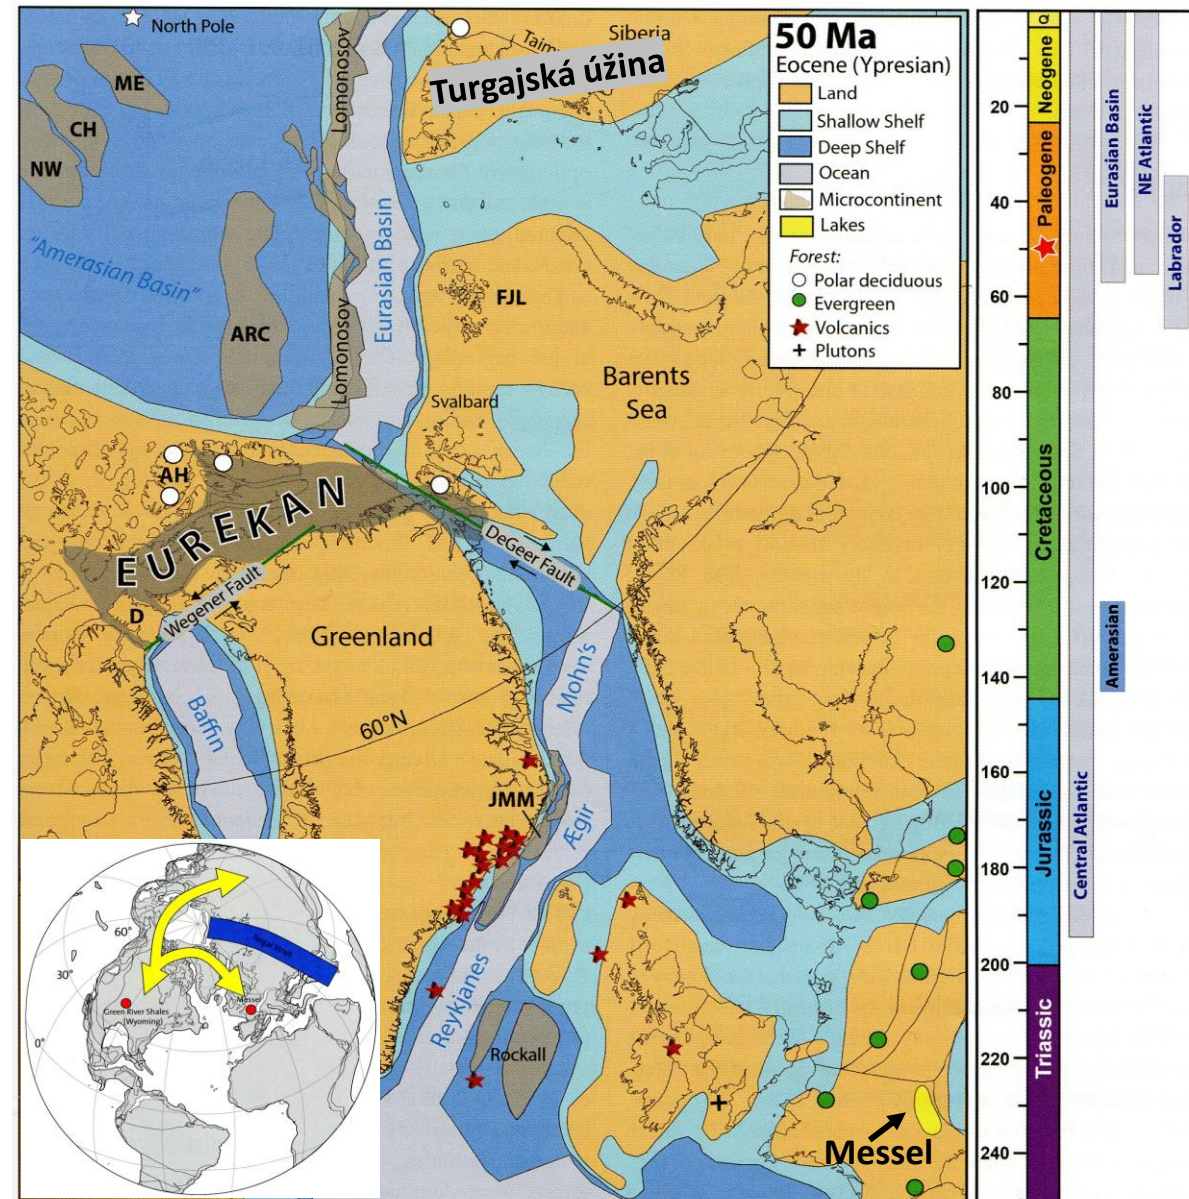 North Pole
ME
CH
NW
"Amerasian Basin"
ARC
Lomonosov
Lomonosov
Eurasian Basin
Siberia
Turgajská úžina
FJL
Svalbard
Barents
Sea
AH
EUREKAN
D
Wegener Fault
DeGeer Fault
Greenland
Baffin
60°N
Mohn's
JMM
Ægir
Reykjanes
Rockall
Messel
50 Ma
Eocene (Ypresian)
Land
Shallow Shelf
Deep Shelf
Ocean
Microcontinent
Lakes
Forest:
Polar deciduous
Evergreen
Volcanics
Plutons
60°
30°
0°
Green River Shales
(Wyoming)
Messel
20
40
60
80
100
120
140
160
180
200
220
240
Q
Neogene
Paleogene
Cretaceous
Jurassic
Triassic
Central Atlantic
Eurasian Basin
NE Atlantic
Labrador
Amerasian